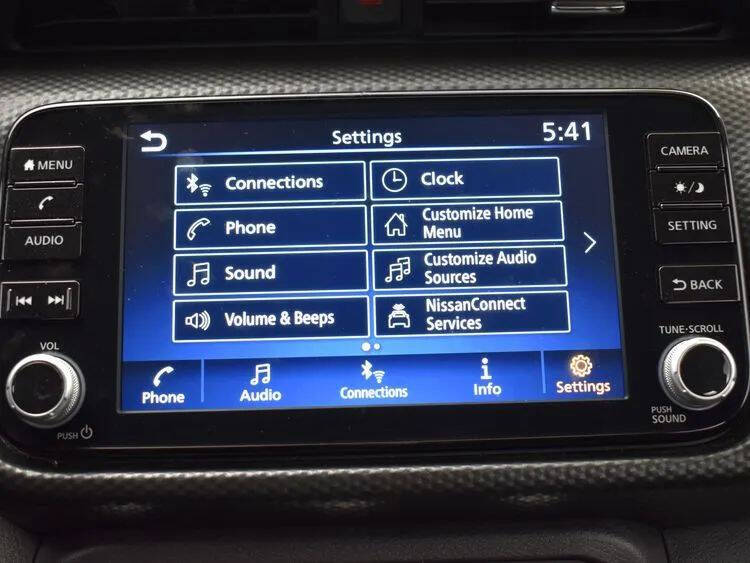 Settings
5:41
MENU
AUDIO
VOL
PUSH
Connections
Phone
Sound
Volume & Beeps
Clock
Customize Home
Menu
Customize Audio
Sources
NissanConnect
Services
Phone
Audio
Connections
Info
Settings
CAMERA
SETTING
BACK
TUNE·SCROLL
PUSH
SOUND